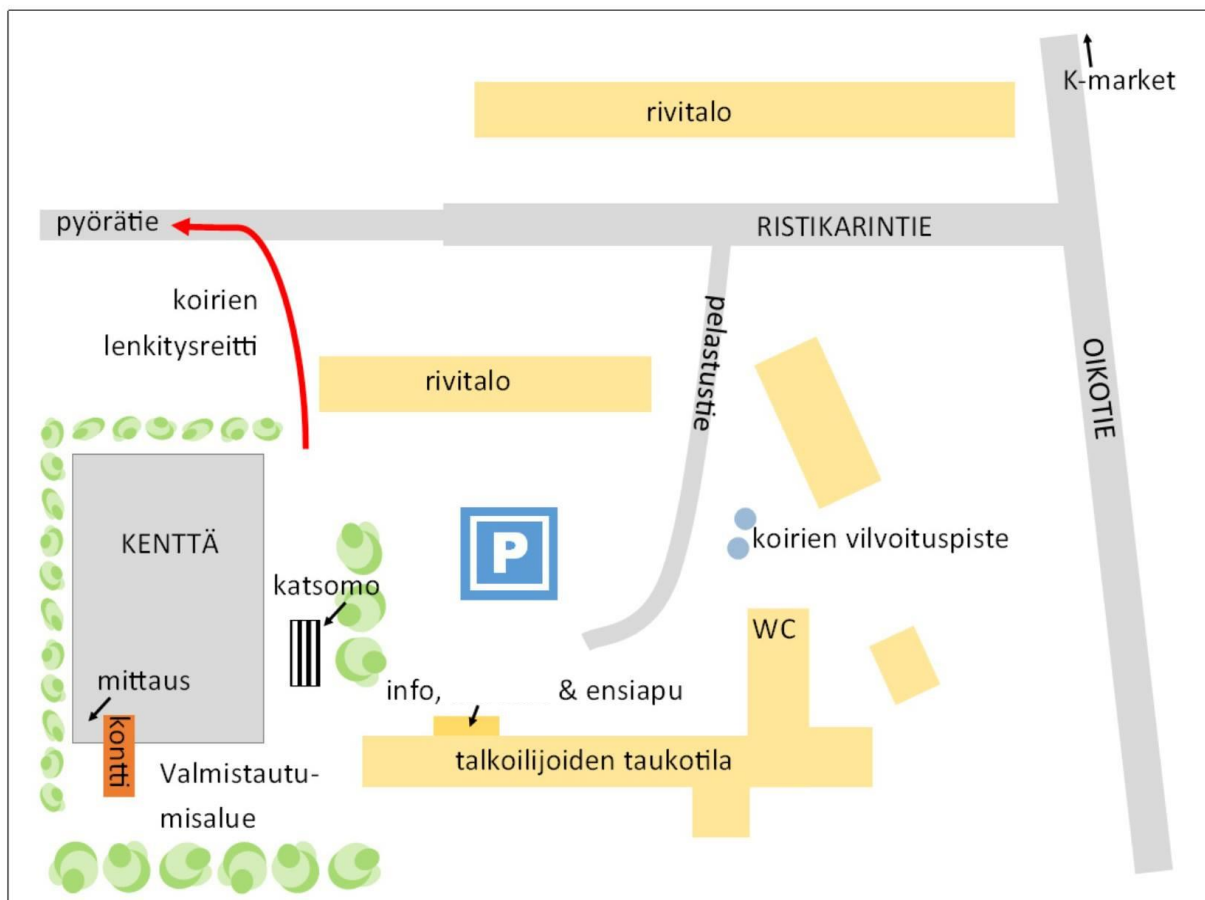 K-market
rivitalo
pyörätie
RISTIKARINTIE
koirien
lenkitysreitti
pelastustie
OIKOTIE
rivitalo
KENTTÄ
P
koirien vilvoituspiste
katsomo
WC
mittaus
info, & ensiapu
kontti
talkoilijoiden taukotila
Valmistautu-
misalue